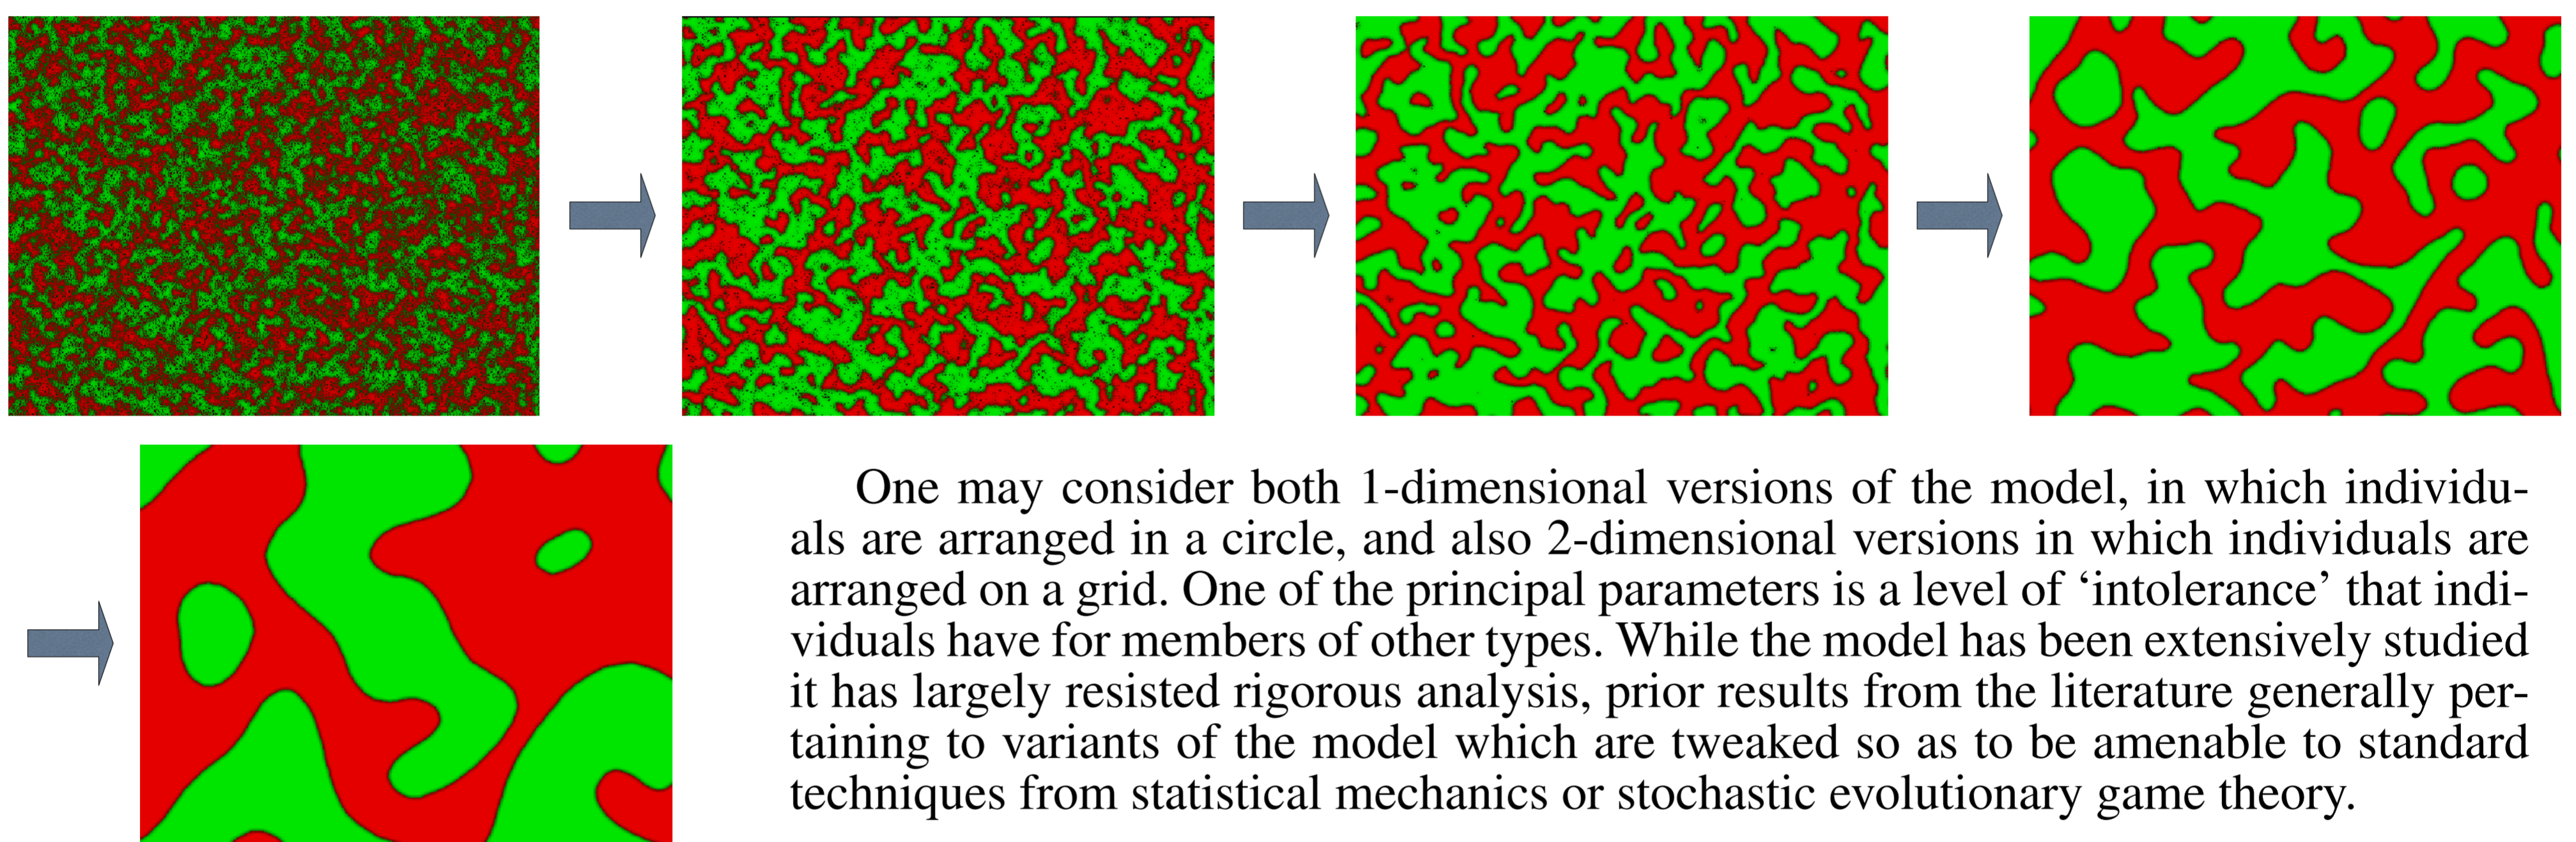 One may consider both 1-dimensional versions of the model, in which individu-
als are arranged in a circle, and also 2-dimensional versions in which individuals are
arranged on a grid. One of the principal parameters is a level of ‘intolerance’ that indi-
viduals have for members of other types. While the model has been extensively studied
it has largely resisted rigorous analysis, prior results from the literature generally per-
taining to variants of the model which are tweaked so as to be amenable to standard
techniques from statistical mechanics or stochastic evolutionary game theory.